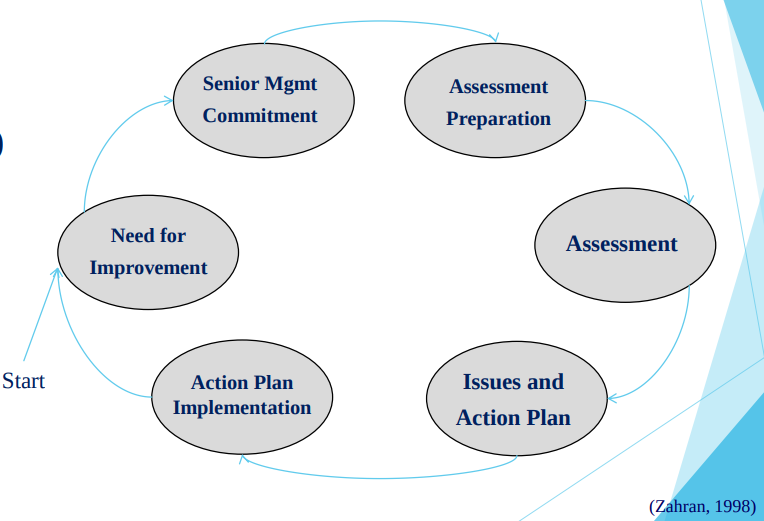 Senior Mgmt
Commitment
Assessment
Preparation
Need for
Improvement
Assessment
Start
Action Plan
Implementation
Issues and
Action Plan
(Zahran, 1998)